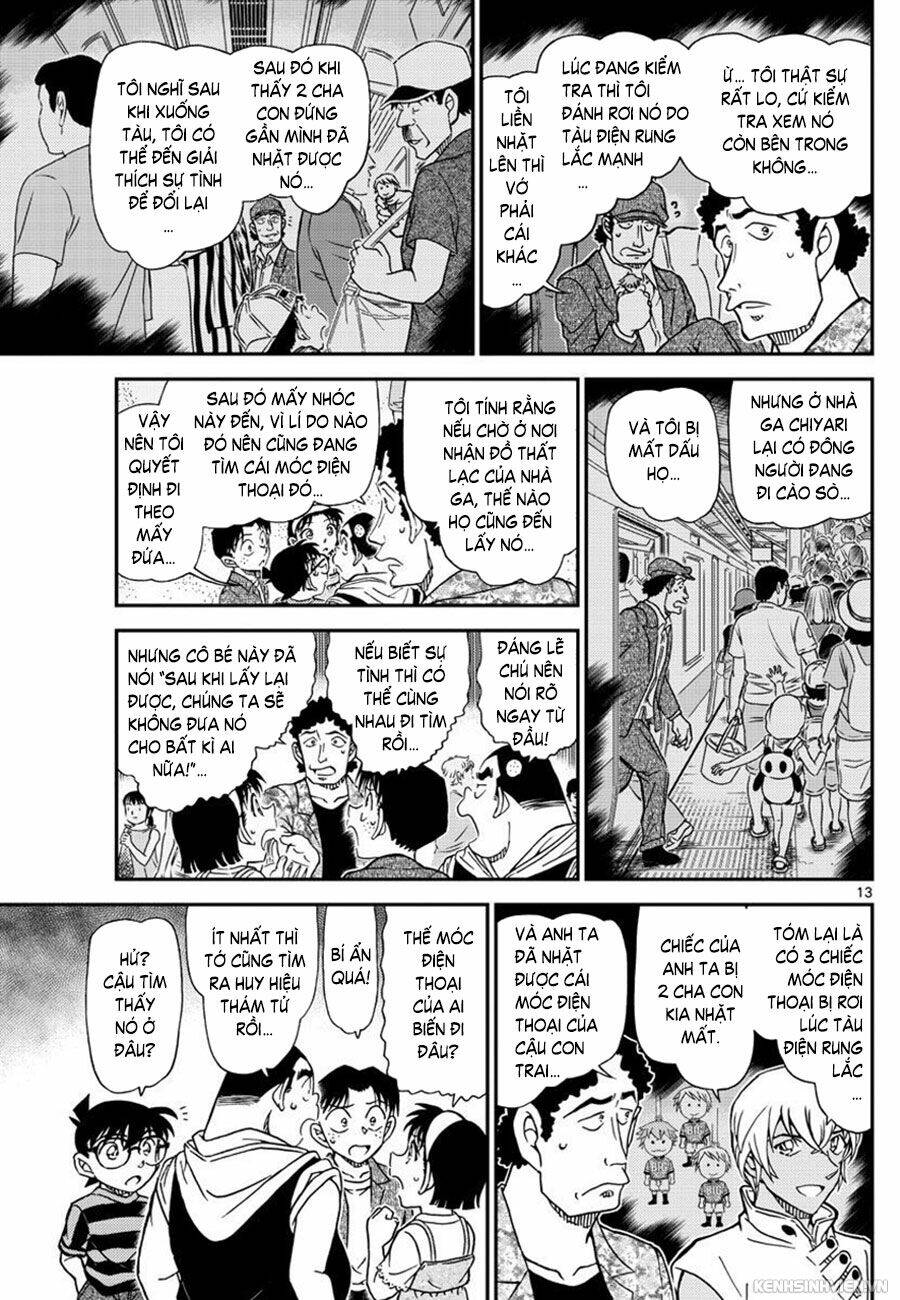 Ừ... TÔI THẬT SỰ
RẤT LO, CỨ KIỂM
TRA XEM NÓ
CÒN BÊN TRONG
KHÔNG...
LÚC ĐANG KIỂM
TRA THÌ TÔI
ĐÁNH RƠI NÓ DO
TÀU ĐIỆN RUNG
LẮC MẠNH
...
TÔI
LIỀN
NHẶT
LÊN THÌ
VỚ
PHẢI
CÁI
KHÁC
...
SAU ĐÓ KHI
THẤY 2 CHA
CON ĐỨNG
GẦN MÌNH ĐÃ
NHẶT ĐƯỢC
NÓ...
TÔI NGHĨ SAU
KHI XUỐNG
TÀU, TÔI CÓ
THỂ ĐẾN GIẢI
THÍCH SỰ TÌNH
ĐỂ ĐỔI LẠI
...
NHƯNG Ở NHÀ
GA CHIYARI
LẠI CÓ ĐÔNG
NGƯỜI ĐANG
ĐI CÀO SÒ...
VÀ TÔI BỊ
MẤT DẤU
HỌ...
TÔI TÍNH RẰNG
NẾU CHỜ Ở NƠI
NHẬN ĐỒ THẤT
LẠC CỦA NHÀ
GA, THẾ NÀO
HỌ CŨNG ĐẾN
LẤY NÓ...
SAU ĐÓ MẤY NHÓC
NÀY ĐẾN, VÌ LÍ DO NÀO
ĐÓ NÊN CŨNG ĐANG
TÌM CÁI MÓC ĐIỆN
THOẠI ĐÓ...
VẬY
NÊN TÔI
QUYẾT
ĐỊNH ĐI
THEO
MẤY
ĐỨA...
ĐÁNG LẼ
CHÚ NÊN
NÓI RÕ
NGAY TỪ
ĐẦU!
NẾU BIẾT SỰ
TÌNH THÌ CÓ
THỂ CÙNG
NHAU ĐI TÌM
RỒI...
NHƯNG CÔ BÉ NÀY ĐÃ
NÓI "SAU KHI LẤY LẠI
ĐƯỢC, CHÚNG TA SẼ
KHÔNG ĐƯA NÓ
CHO BẤT KÌ AI
NỮA!"...
13
TÓM LẠI LÀ
CÓ 3 CHIẾC
MÓC ĐIỆN
THOẠI BỊ RƠI
LÚC TÀU
ĐIỆN RUNG
LẮC
...
CHIẾC CỦA
ANH TA BỊ
2 CHA CON
KIA NHẶT
MẤT.
VÀ ANH TA
ĐÃ NHẶT
ĐƯỢC CÁI
MÓC ĐIỆN
THOẠI CỦA
CẬU CON
TRAI...
THẾ MÓC
ĐIỆN
THOẠI
CỦA AI
BIẾN ĐI
ĐÂU?
BÍ ẨN
QUÁ!
ÍT NHẤT THÌ
TỚ CŨNG TÌM
RA HUY HIỆU
THÁM TỬ
RỒI...
HỬ?
CẬU TÌM
THẤY
NÓ Ở
ĐÂU?
KENHSINHVIEN.VN